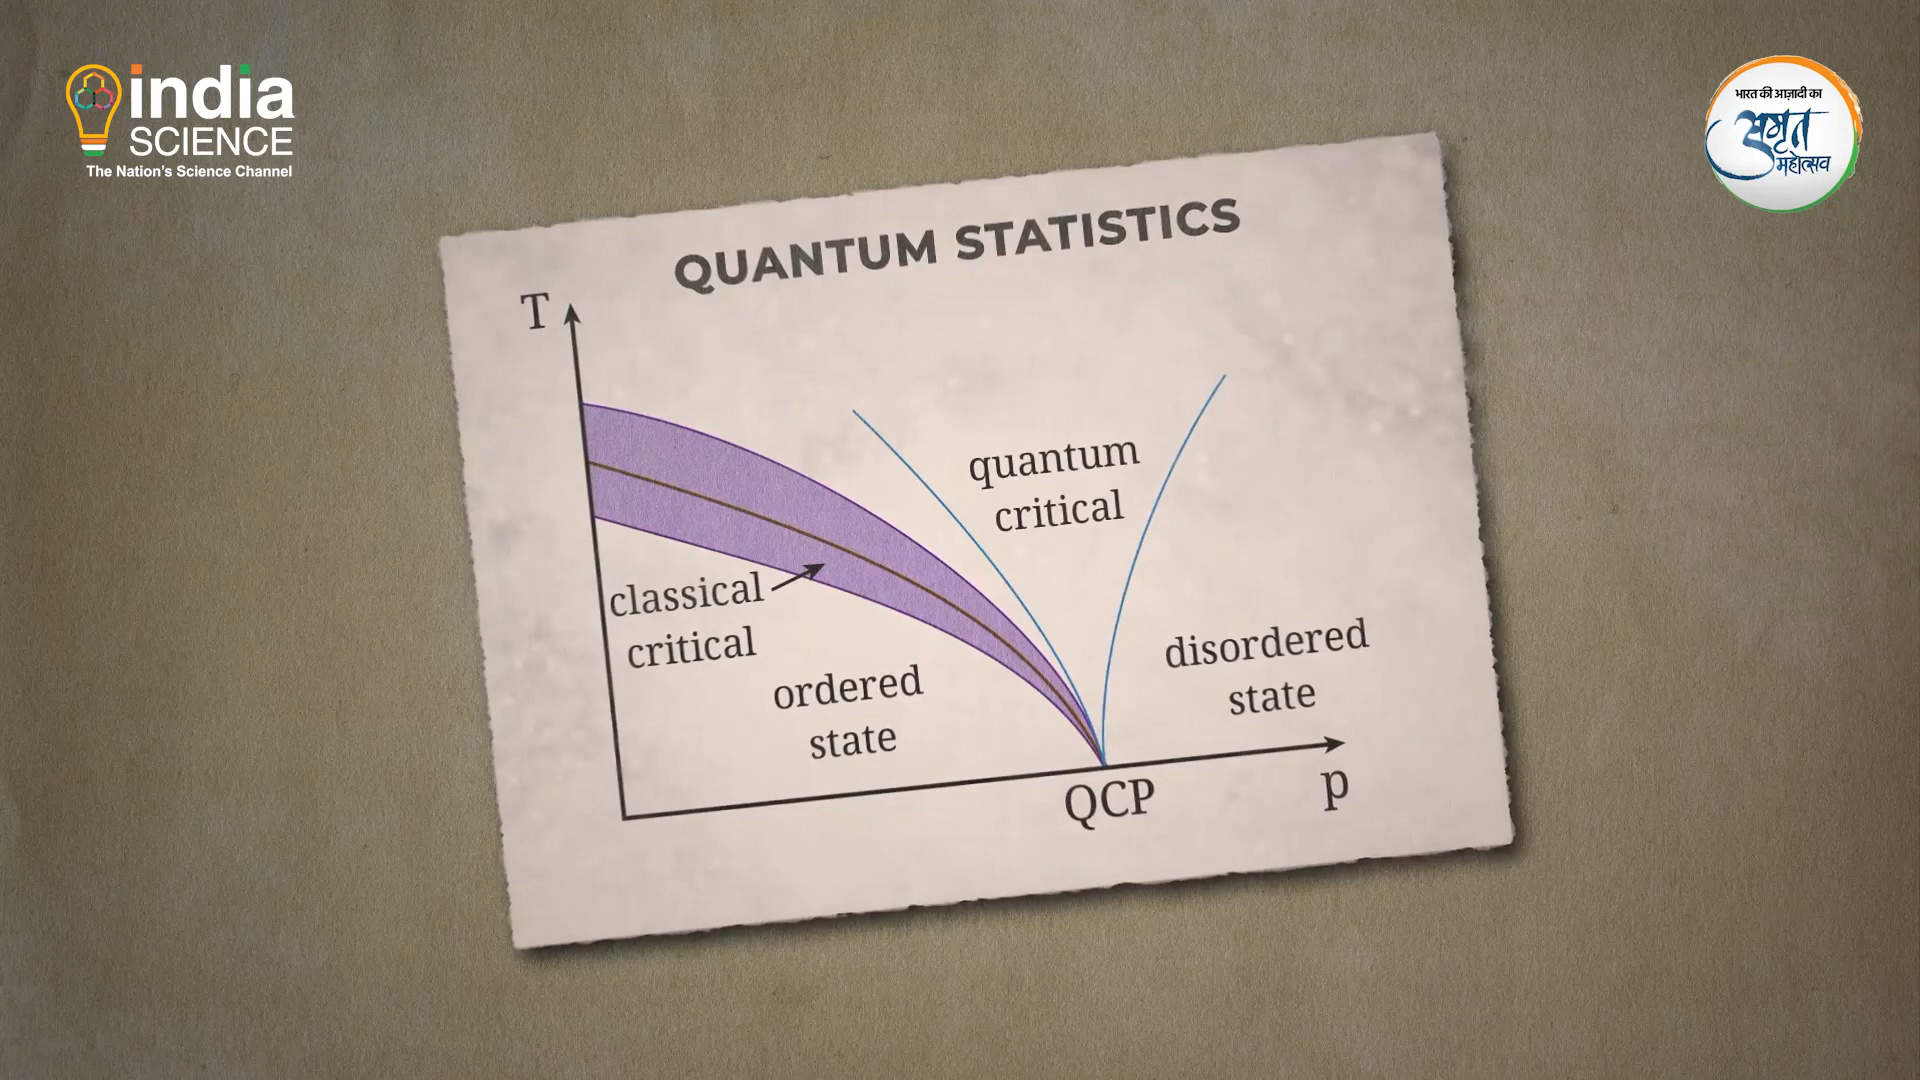 india
SCIENCE
The Nation's Science Channel
भारत की आज़ादी का
अमृत
महोत्सव
QUANTUM STATISTICS
T
quantum
critical
classical
critical
ordered
state
disordered
state
QCP
p